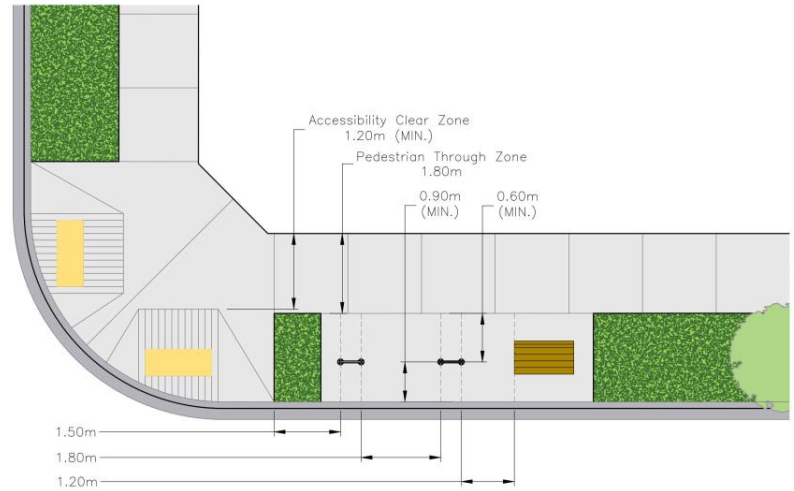 Accessibility Clear Zone
1.20m (MIN.)
Pedestrian Through Zone
1.80m
0.90m
(MIN.)
0.60m
(MIN.)
1.50m
1.80m
1.20m